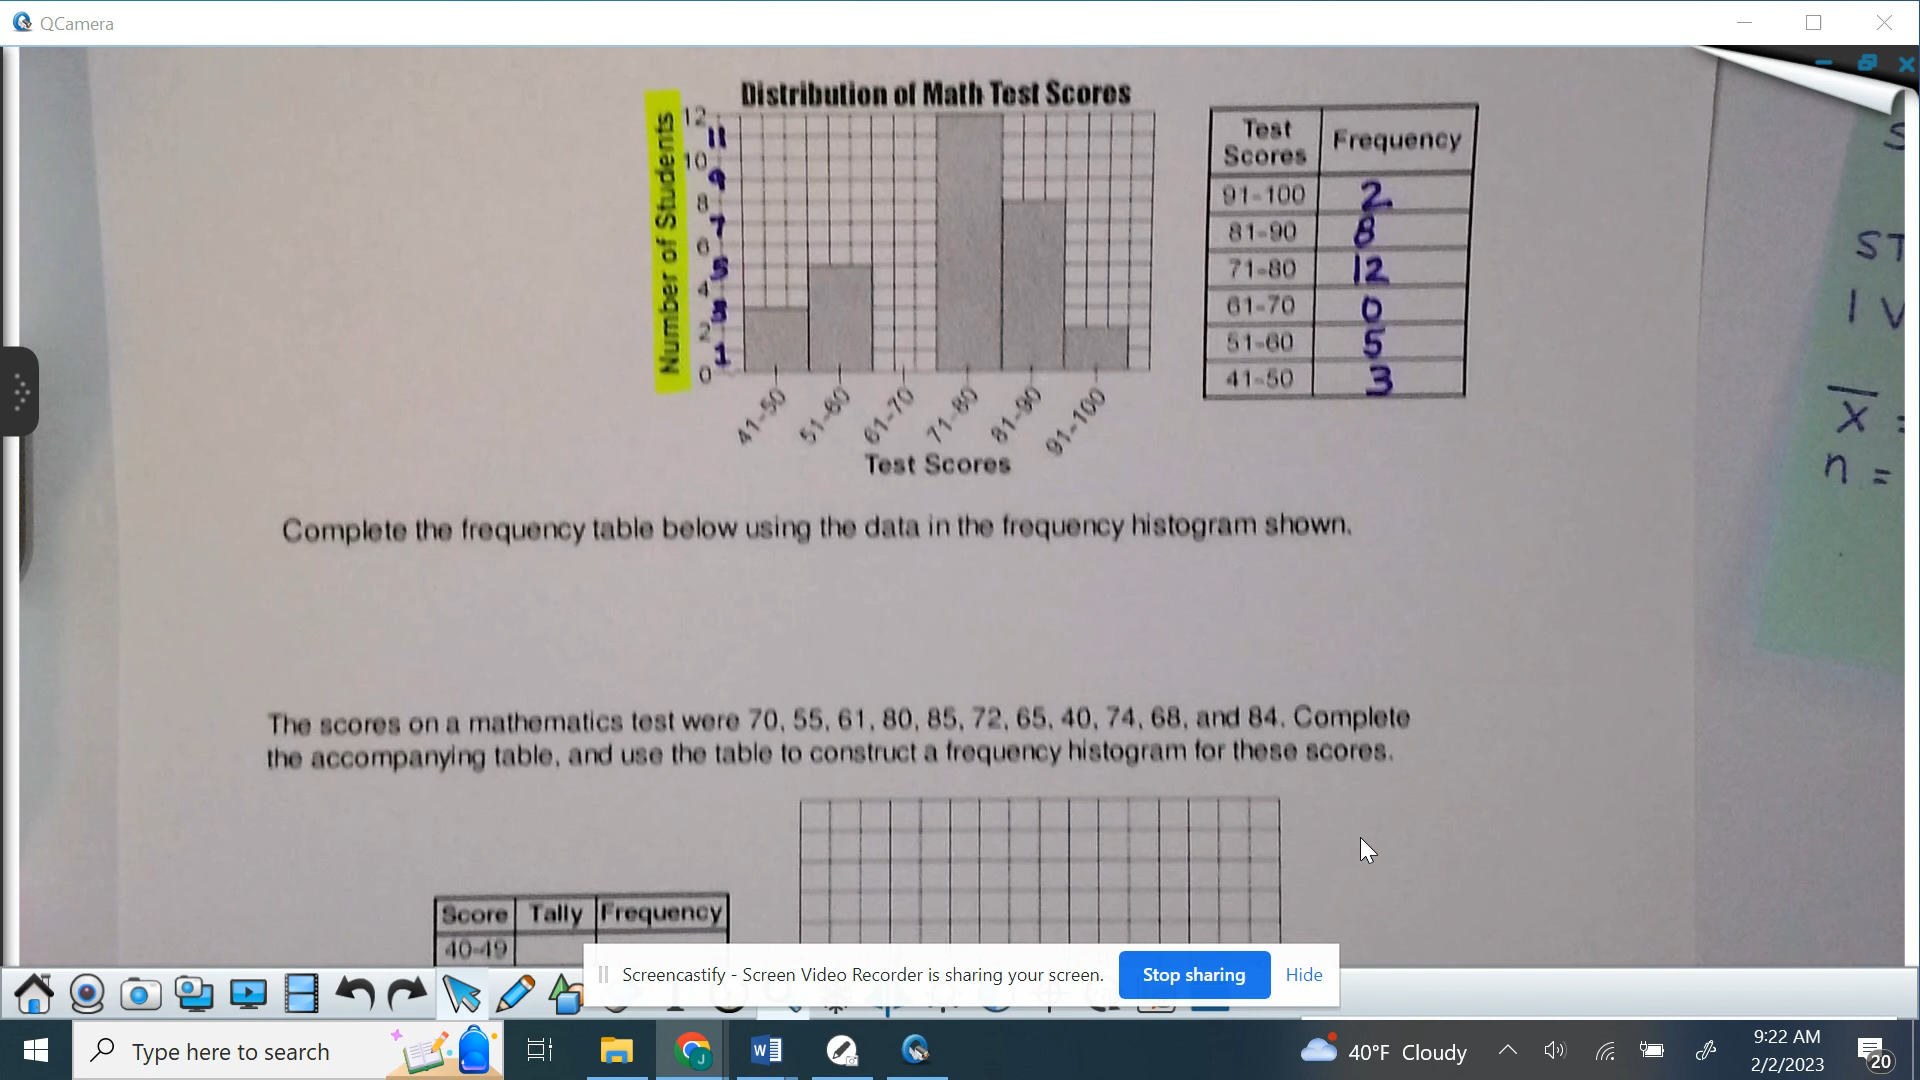 QCamera
Distribution of Math Test Scores
Number of Students
12
11
10
9
8
7
6
5
4
3
2
1
0
41-50
51-60
61-70
71-80
81-90
91-100
Test Scores
Test Scores Frequency
91-100 2
81-90 8
71-80 12
61-70 0
51-60 5
41-50 3
S
ST
1 V
x̄ =
n =
Complete the frequency table below using the data in the frequency histogram shown.
The scores on a mathematics test were 70, 55, 61, 80, 85, 72, 65, 40, 74, 68, and 84. Complete
the accompanying table, and use the table to construct a frequency histogram for these scores.
Score Tally Frequency
40-49
Screencastify - Screen Video Recorder is sharing your screen. Stop sharing Hide
Type here to search
40°F Cloudy
9:22 AM
2/2/2023
20